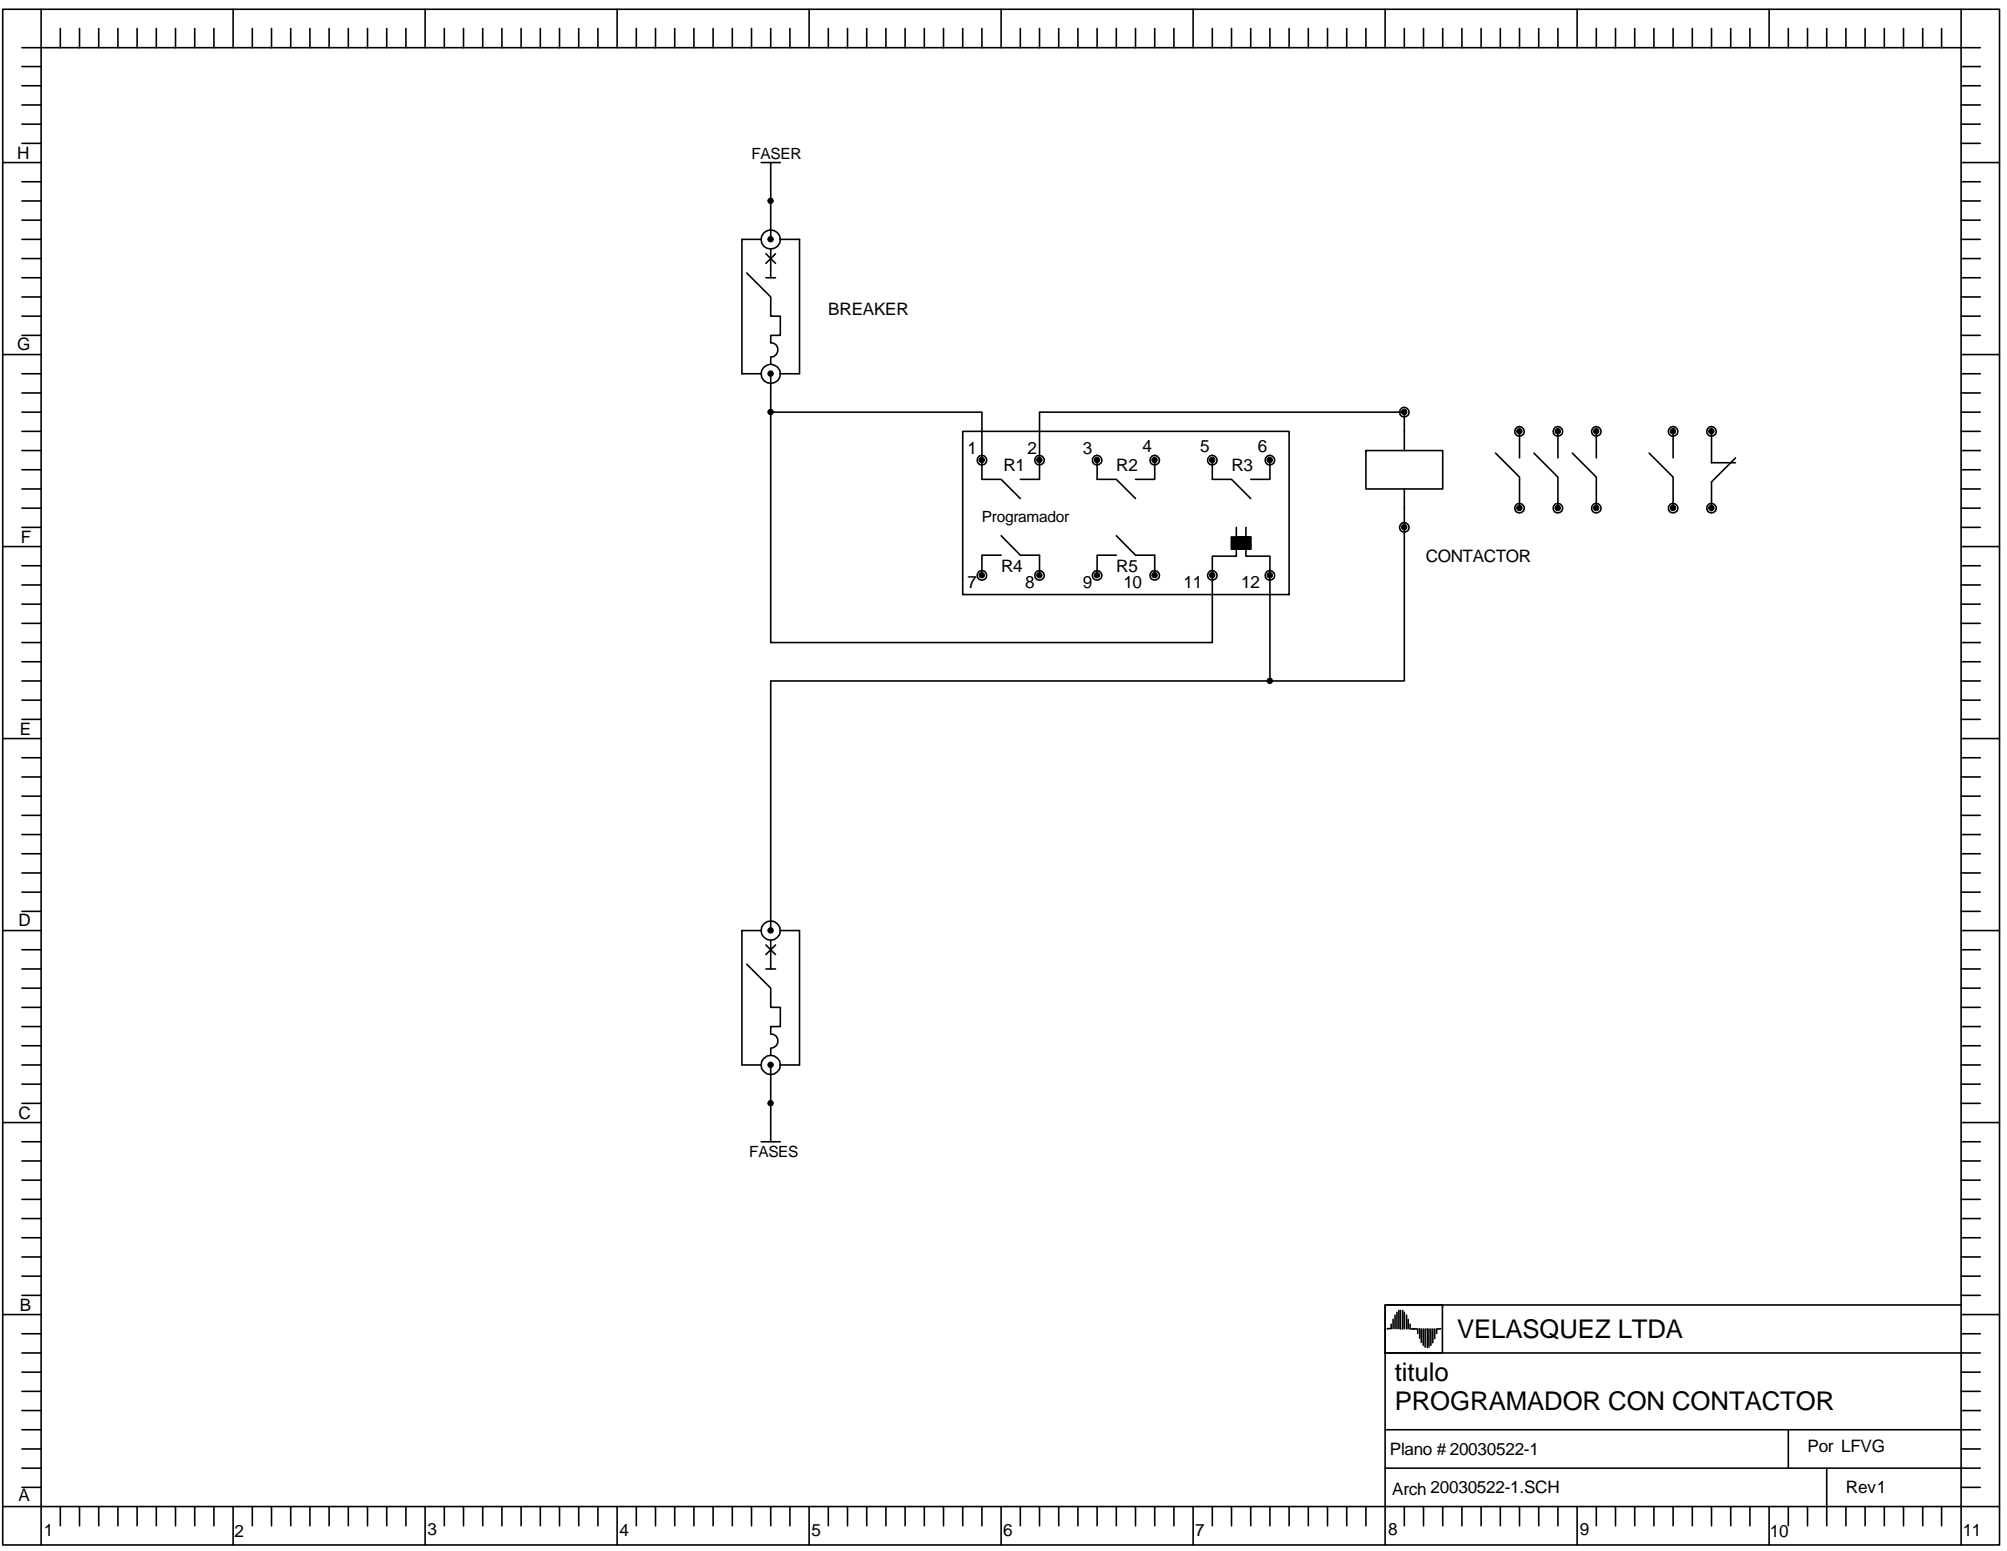 H
FASER
BREAKER
G
1 2 3 4 5 6
R1 R2 R3
Programador
F
CONTACTOR
R4 R5
7 8 9 10 11 12
E
D
C
FASES
B
VELASQUEZ LTDA
titulo
PROGRAMADOR CON CONTACTOR
Plano # 20030522-1 Por LFVG
Arch 20030522-1.SCH Rev1
A
1 2 3 4 5 6 7 8 9 10 11